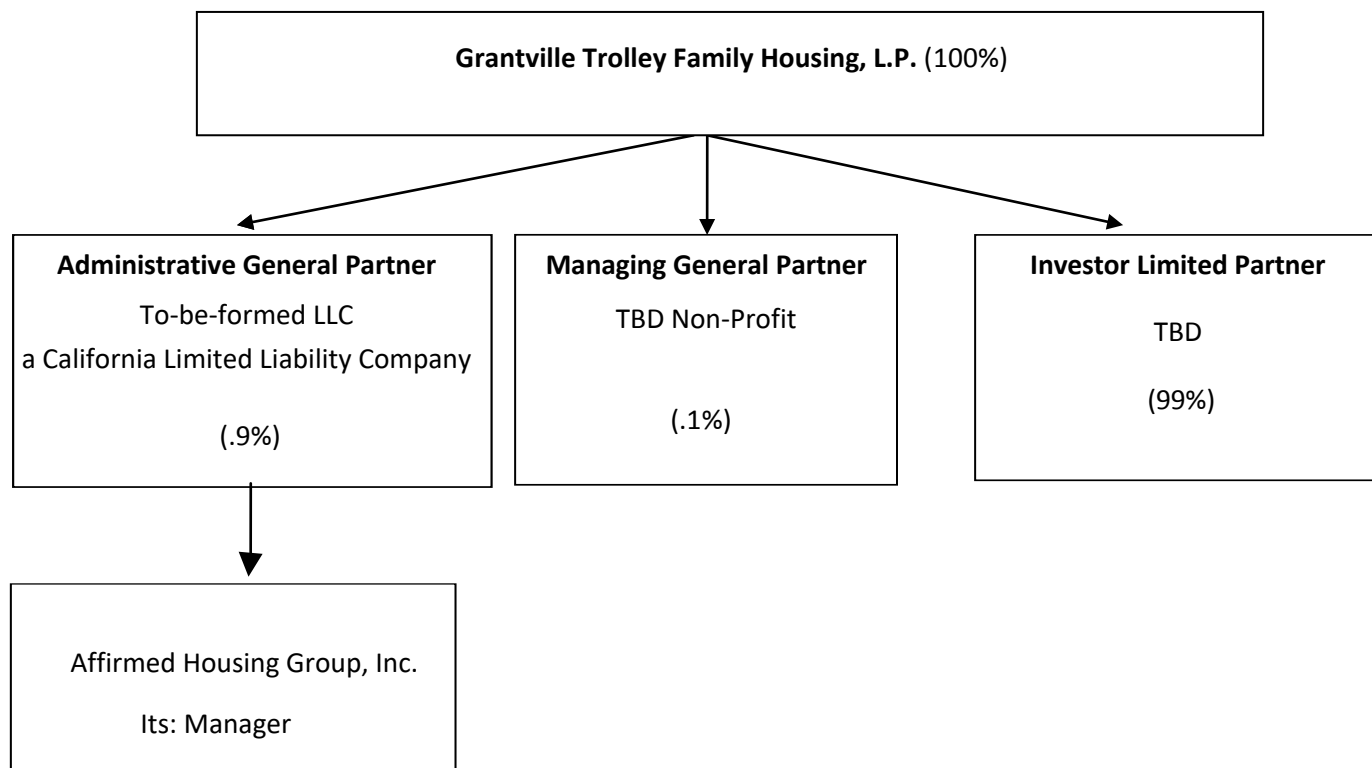 Grantville Trolley Family Housing, L.P. (100%)
Administrative General Partner
To-be-formed LLC
a California Limited Liability Company
(.9%)
Managing General Partner
TBD Non-Profit
(.1%)
Investor Limited Partner
TBD
(99%)
Affirmed Housing Group, Inc.
Its: Manager